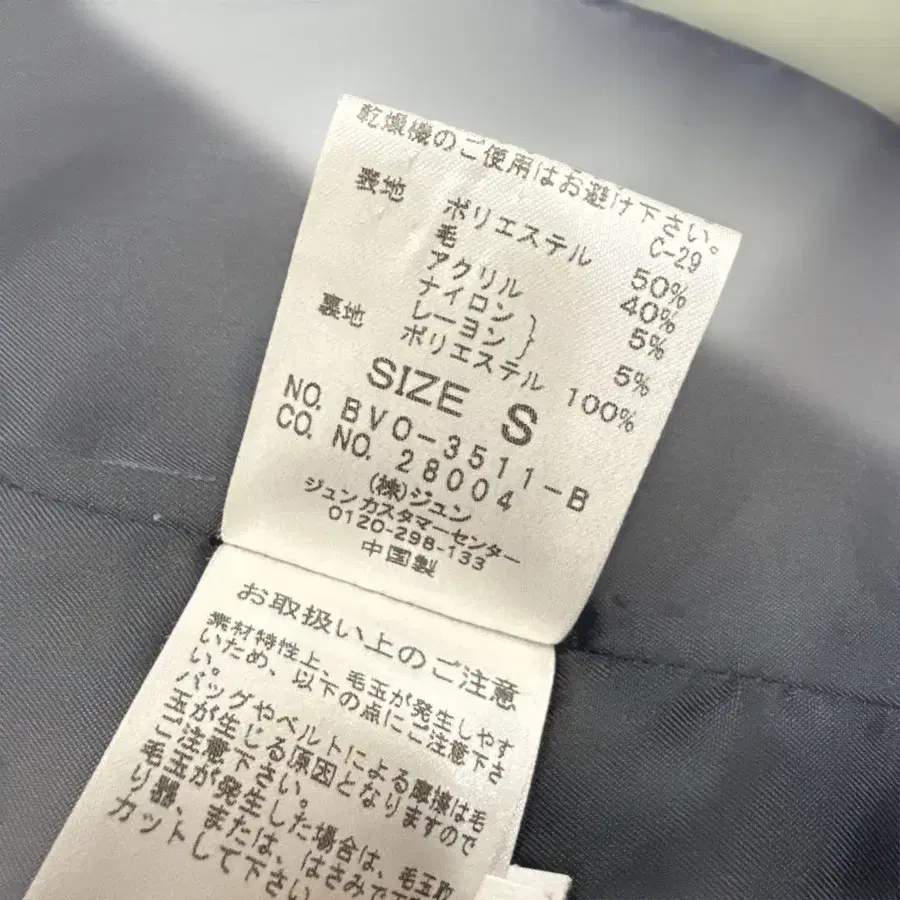 乾燥機のご使用はお避け下さい。
C-29
表地 ポリエステル 50%
毛 40%
アクリル 5%
ナイロン
レーヨン } 5%
裏地 ポリエステル 100%
SIZE S
NO. BVO-3511-B
CO. NO. 28004
(株)ジュン
ジュンカスタマーセンター
0120-298-133
中国製
お取扱い上のご注意
素材特性上、毛玉が発生しやす
いため、以下の点にご注意下さ
い。
バッグやベルトによる摩擦は毛
玉が生じる原因となりますので
ご注意下さい。
毛玉が発生した場合は、毛玉取
り器、または、はさみで
カットして下さい